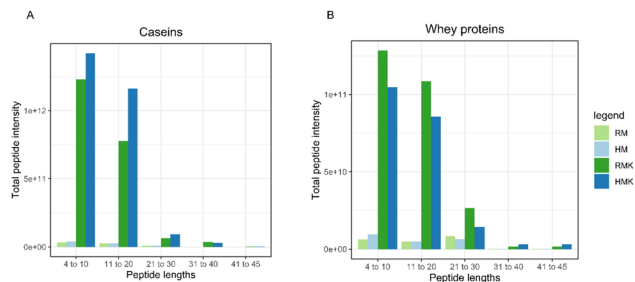 A
Caseins
Total peptide intensity
1e+12
5e+11
0e+00
4 to 10
11 to 20
21 to 30
31 to 40
41 to 45
Peptide lengths
B
Whey proteins
Total peptide intensity
1e+11
5e+10
0e+00
4 to 10
11 to 20
21 to 30
31 to 40
41 to 45
Peptide lengths
legend
RM
HM
RMK
HMK